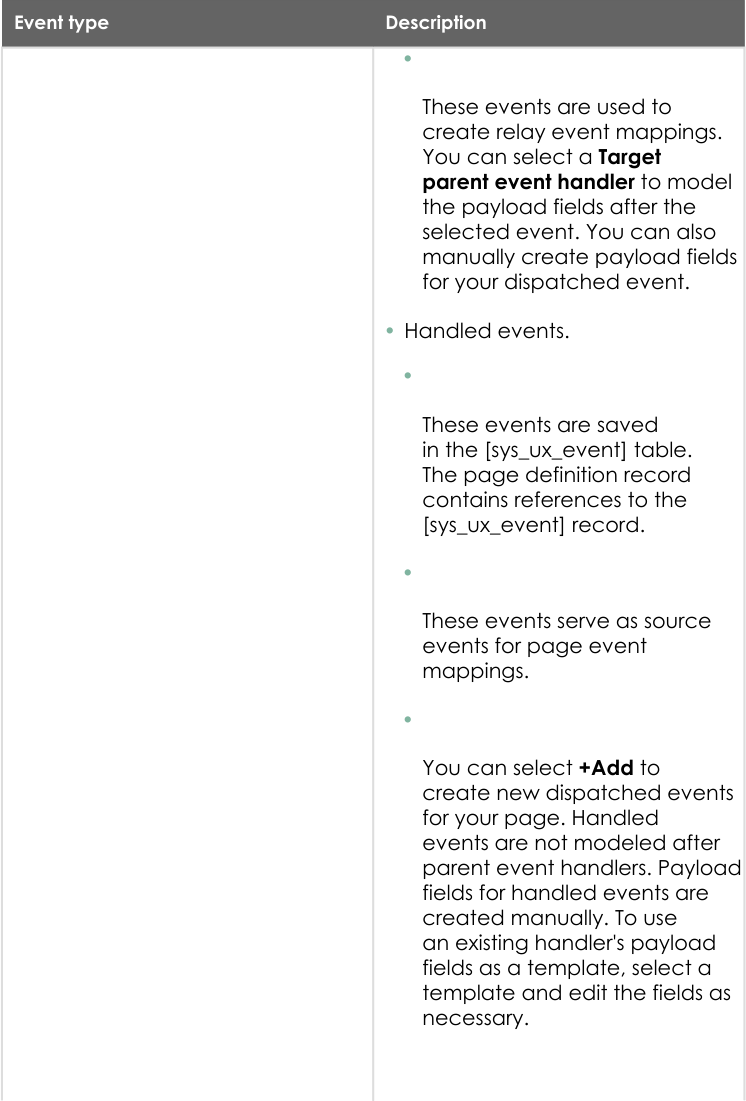 Event type Description
•
These events are used to
create relay event mappings.
You can select a Target
parent event handler to model
the payload fields after the
selected event. You can also
manually create payload fields
for your dispatched event.
• Handled events.
•
These events are saved
in the [sys_ux_event] table.
The page definition record
contains references to the
[sys_ux_event] record.
•
These events serve as source
events for page event
mappings.
•
You can select +Add to
create new dispatched events
for your page. Handled
events are not modeled after
parent event handlers. Payload
fields for handled events are
created manually. To use
an existing handler's payload
fields as a template, select a
template and edit the fields as
necessary.